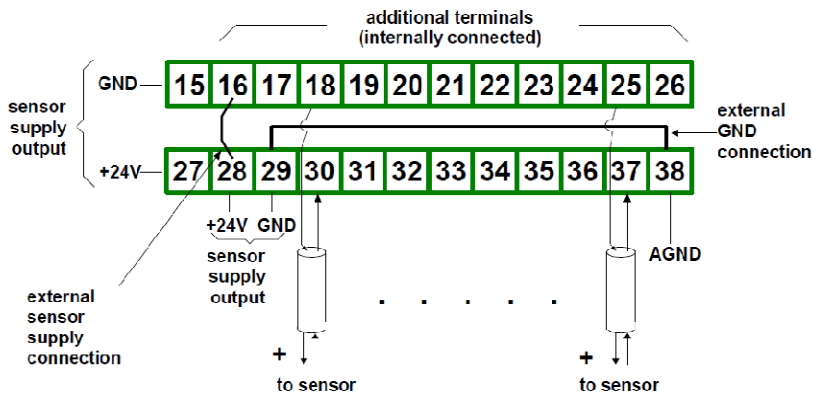 additional terminals
(internally connected)
GND
15 16 17 18 19 20 21 22 23 24 25 26
sensor
supply
output
external
GND
connection
+24V
27 28 29 30 31 32 33 34 35 36 37 38
+24V GND
sensor
supply
output
AGND
external
sensor
supply
connection
. . . . .
+
+
to sensor
to sensor